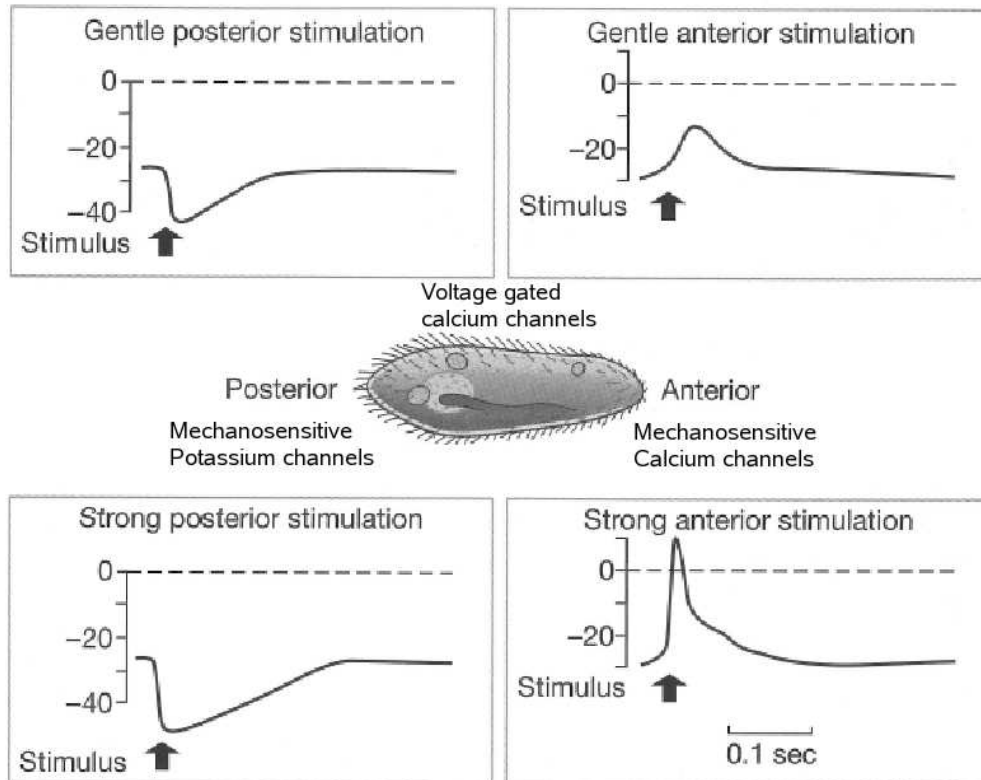 Gentle posterior stimulation
0
−20
−40
Stimulus
Gentle anterior stimulation
0
−20
Stimulus
Voltage gated
calcium channels
Posterior
Anterior
Mechanosensitive
Potassium channels
Mechanosensitive
Calcium channels
Strong posterior stimulation
0
−20
−40
Stimulus
Strong anterior stimulation
0
−20
Stimulus
0.1 sec